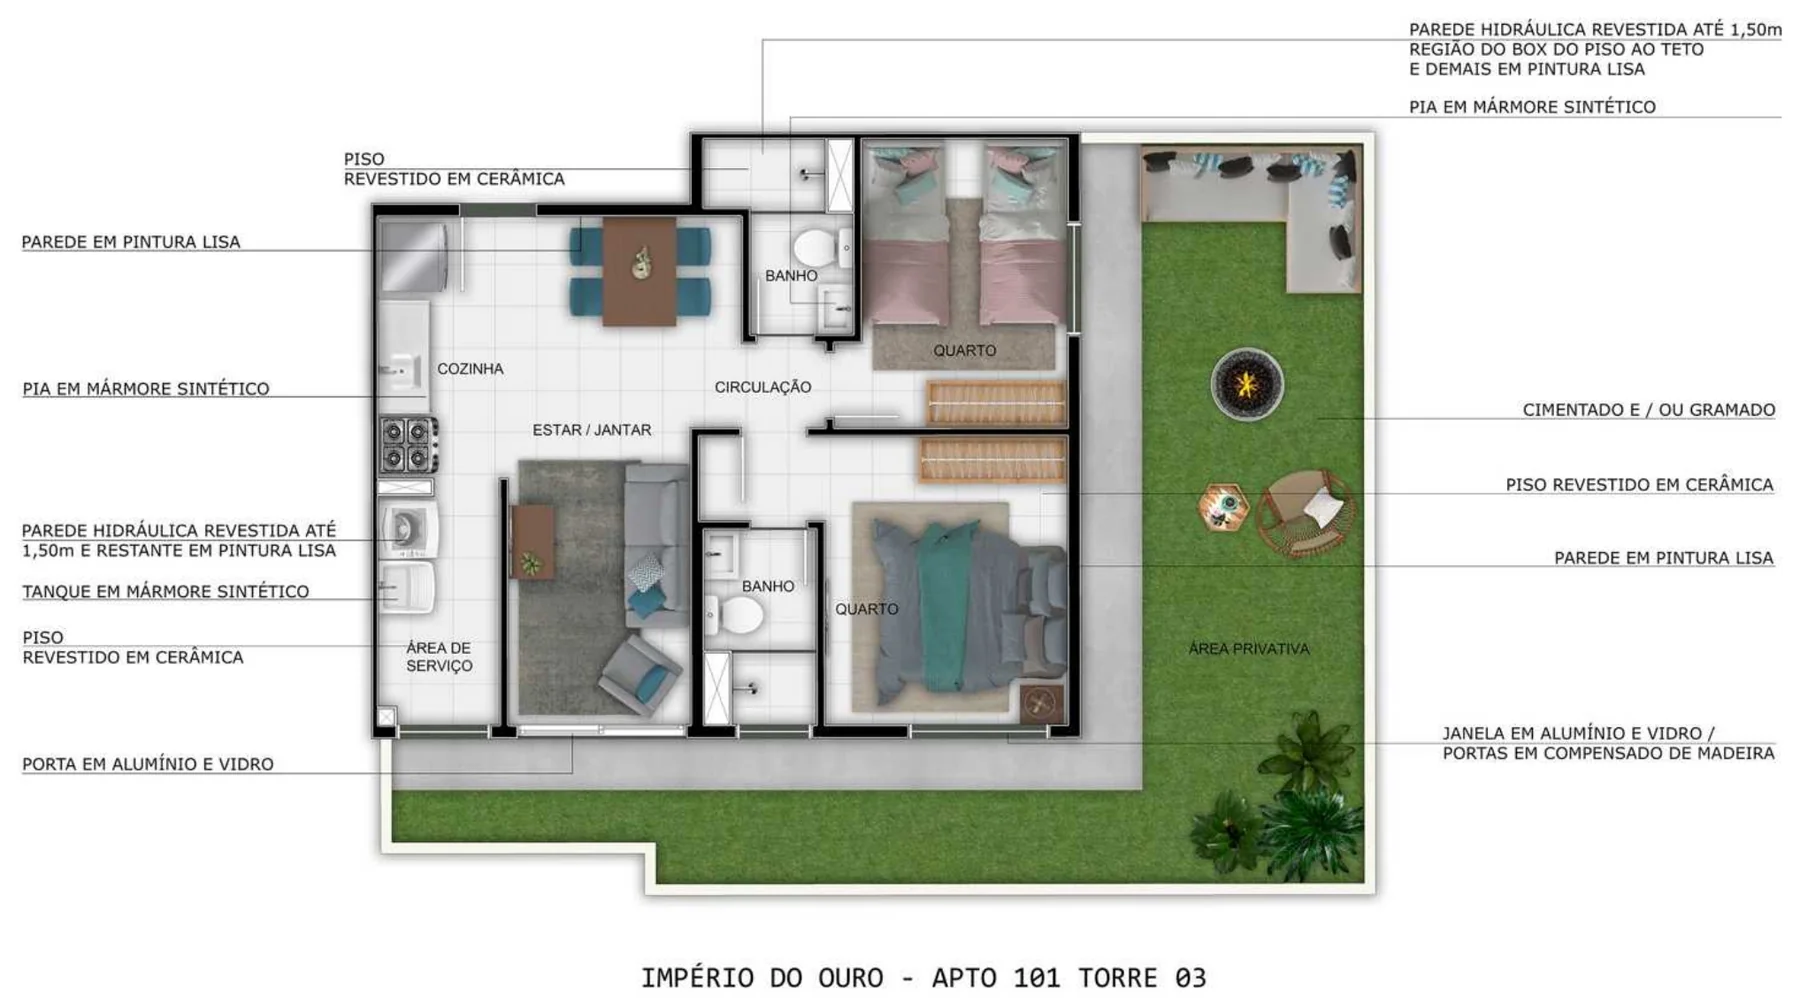 PAREDE HIDRÁULICA REVESTIDA ATÉ 1,50m
REGIÃO DO BOX DO PISO AO TETO
E DEMAIS EM PINTURA LISA
PIA EM MÁRMORE SINTÉTICO
PISO
REVESTIDO EM CERÂMICA
PAREDE EM PINTURA LISA
BANHO
QUARTO
COZINHA
CIRCULAÇÃO
PIA EM MÁRMORE SINTÉTICO
CIMENTADO E / OU GRAMADO
ESTAR / JANTAR
PISO REVESTIDO EM CERÂMICA
PAREDE HIDRÁULICA REVESTIDA ATÉ
1,50m E RESTANTE EM PINTURA LISA
PAREDE EM PINTURA LISA
TANQUE EM MÁRMORE SINTÉTICO
BANHO
QUARTO
PISO
REVESTIDO EM CERÂMICA
ÁREA DE
SERVIÇO
ÁREA PRIVATIVA
JANELA EM ALUMÍNIO E VIDRO /
PORTAS EM COMPENSADO DE MADEIRA
PORTA EM ALUMÍNIO E VIDRO
IMPÉRIO DO OURO - APTO 101 TORRE 03